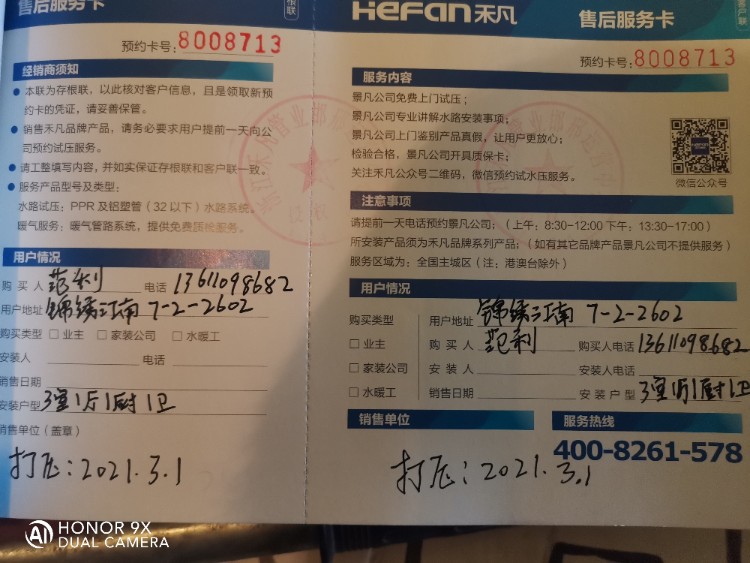 售后服务卡
根联
预约卡号:8008713
经销商须知
本联为存根联，以此核对客户信息，且是领取新预
约卡的凭证，请妥善保管。
销售禾凡品牌产品，请务必要求用户提前一天向公
司预约试压服务。
请工整填写内容，并如实保证存根联和客户联一致。
服务产品型号及类型：
水路试压：PPR及铝塑管（32以下）水路系统。
暖气服务：暖气管路系统，提供免费质统服务。
用户情况
购买人 范利 电话 13611098682
用户地址 锦绣江南 7-2-2602
购买类型 □业主 □家装公司 □水暖工
安装人 电话
销售日期
安装户型 3室1厅1厨1卫
销售单位（盖章）
打压：2021.3.1
HONOR 9X
DUAL CAMERA
HeFan禾凡
售后服务卡
客户联
预约卡号:8008713
服务内容
景凡公司免费上门试压；
景凡公司专业讲解水路安装事项；
景凡公司上门鉴别产品真假，让用户更放心；
检验合格，景凡公司开具质保卡；
关注禾凡公众号二维码，微信预约试水压服务。
微信公众号
注意事项
请提前一天电话预约景凡公司；（上午：8:30-12:00 下午：13:30-17:00）
所安装产品须为禾凡品牌系列产品；（如有其它品牌产品景凡公司不提供服务）
服务区域为：全国主城区（注：港澳台除外）
用户情况
购买类型 用户地址 锦绣江南 7-2-2602
□业主 购买人 范利 购买人电话 13611098682
□家装公司 安装人 安装人电话
□水暖工 销售日期 安装户型 3室1厅1厨1卫
销售单位 服务热线
400-8261-578
打压：2021.3.1